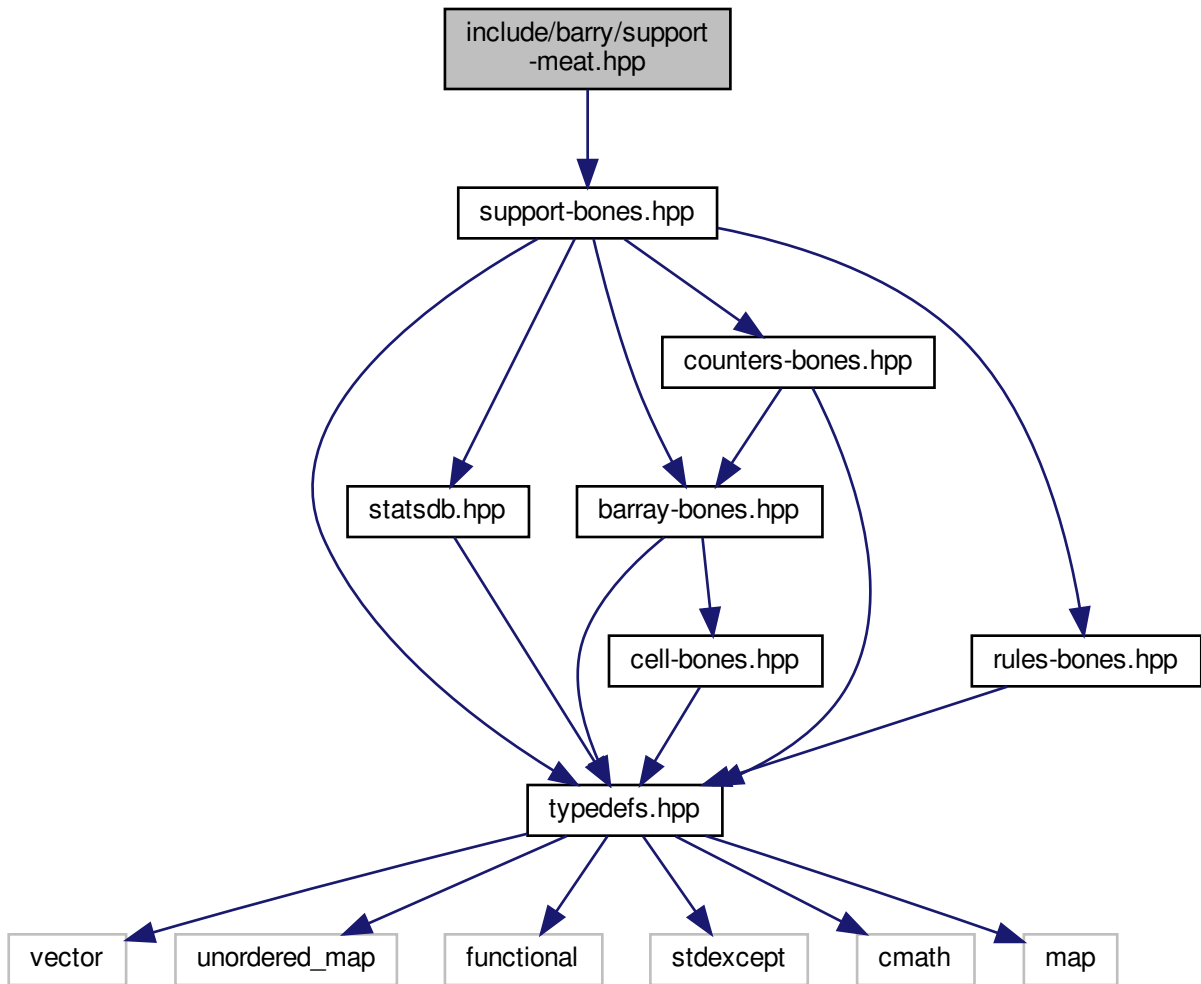 include/barry/support
-meat.hpp
support-bones.hpp
counters-bones.hpp
statsdb.hpp
barray-bones.hpp
cell-bones.hpp
rules-bones.hpp
typedefs.hpp
vector
unordered_map
functional
stdexcept
cmath
map